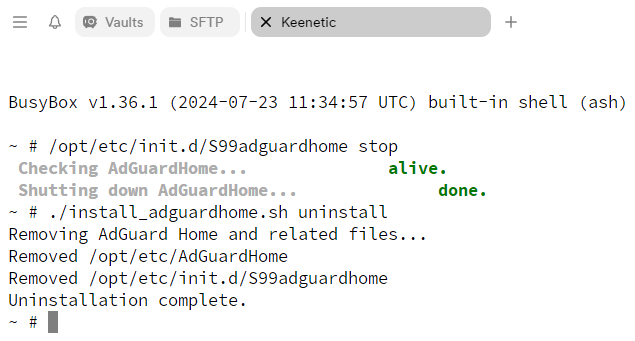 Vaults SFTP Keenetic
BusyBox v1.36.1 (2024-07-23 11:34:57 UTC) built-in shell (ash)
~ # /opt/etc/init.d/S99adguardhome stop
Checking AdGuardHome... alive.
Shutting down AdGuardHome... done.
~ # ./install_adguardhome.sh uninstall
Removing AdGuard Home and related files...
Removed /opt/etc/AdGuardHome
Removed /opt/etc/init.d/S99adguardhome
Uninstallation complete.
~ #